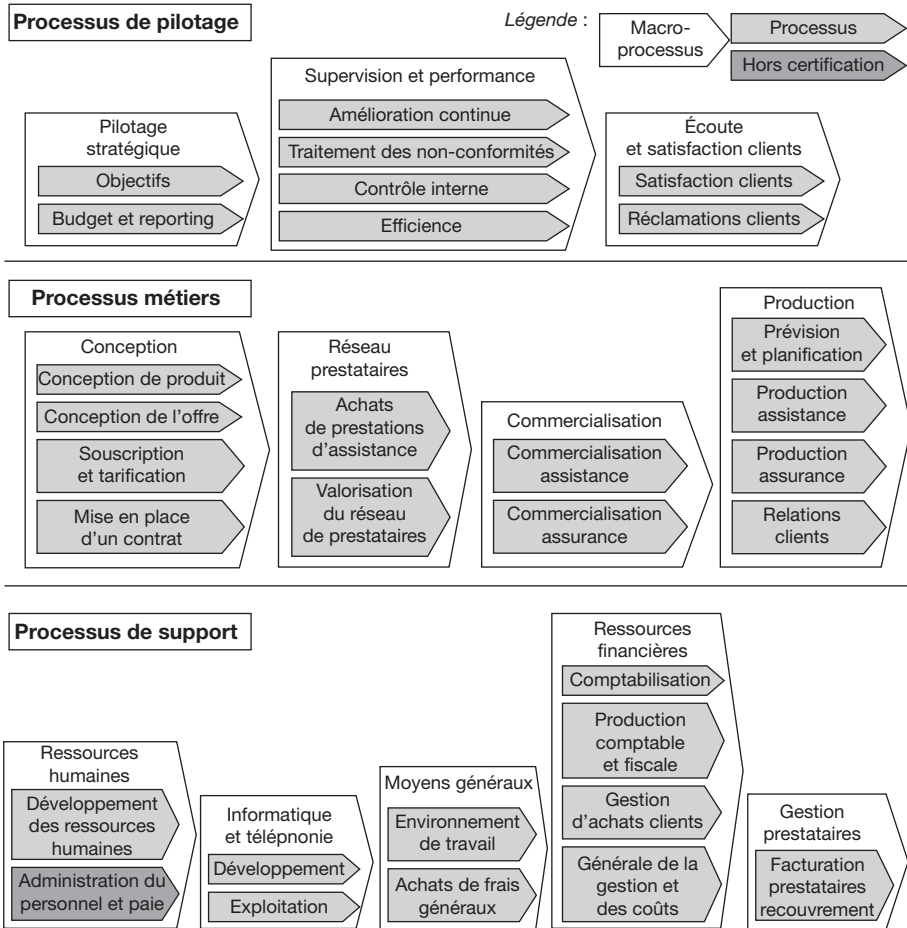 Processus de pilotage
Légende :
Macro-
processus
Processus
Hors certification
Pilotage
stratégique
Objectifs
Budget et reporting
Supervision et performance
Amélioration continue
Traitement des non-conformités
Contrôle interne
Efficience
Écoute
et satisfaction clients
Satisfaction clients
Réclamations clients
Processus métiers
Conception
Conception de produit
Conception de l'offre
Souscription
et tarification
Mise en place
d'un contrat
Réseau
prestataires
Achats
de prestations
d'assistance
Valorisation
du réseau
de prestataires
Commercialisation
Commercialisation
assistance
Commercialisation
assurance
Production
Prévision
et planification
Production
assistance
Production
assurance
Relations
clients
Processus de support
Ressources
humaines
Développement
des ressources
humaines
Administration du
personnel et paie
Informatique
et télépnonie
Développement
Exploitation
Moyens généraux
Environnement
de travail
Achats de frais
généraux
Ressources
financières
Comptabilisation
Production
comptable
et fiscale
Gestion
d'achats clients
Générale de la
gestion et
des coûts
Gestion
prestataires
Facturation
prestataires
recouvrement